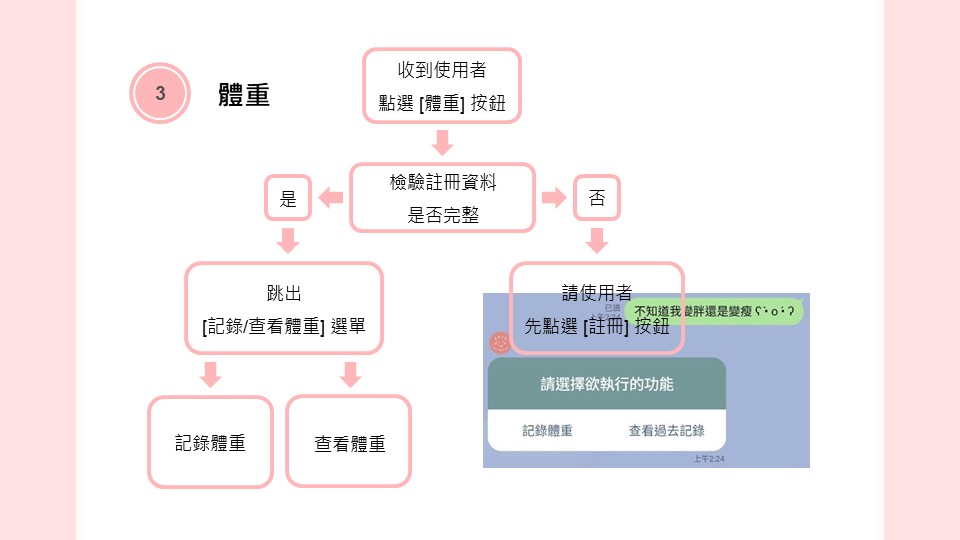 3
體重
收到使用者
點選 [體重] 按鈕
檢驗註冊資料
是否完整
是
否
跳出
[記錄/查看體重] 選單
請使用者
先點選 [註冊] 按鈕
記錄體重
查看體重
已讀
不知道我變胖還是變瘦
請選擇欲執行的功能
記錄體重
查看過去記錄
上午2:24